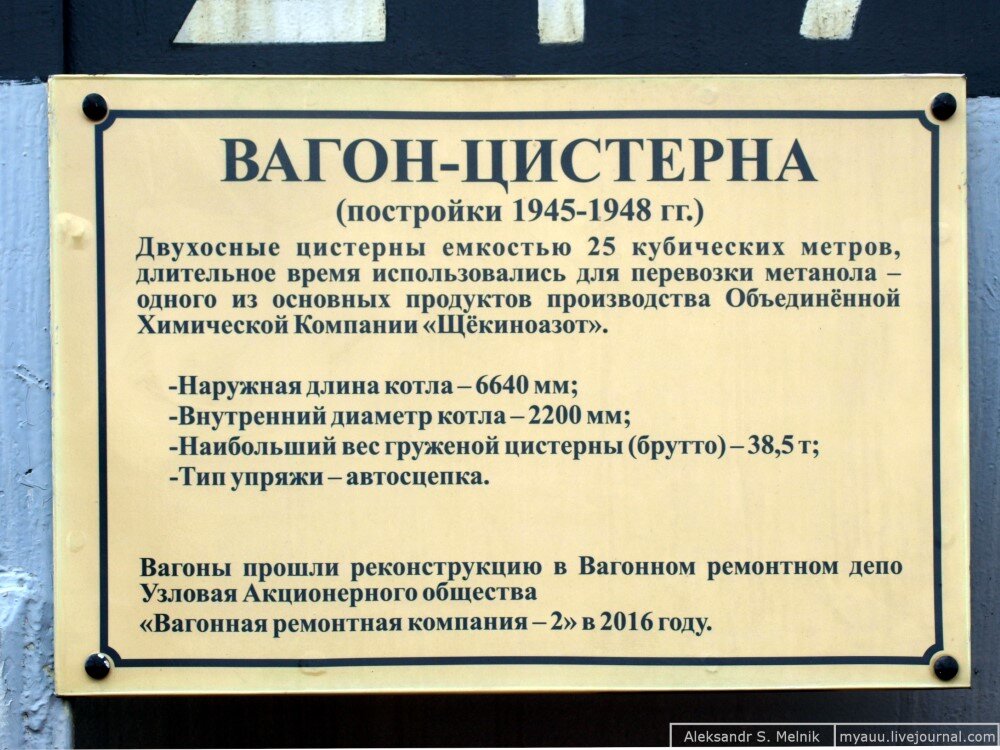 ВАГОН-ЦИСТЕРНА
(постройки 1945-1948 гг.)
Двухосные цистерны емкостью 25 кубических метров,
длительное время использовались для перевозки метанола –
одного из основных продуктов производства Объединённой
Химической Компании «Щёкиноазот».
-Наружная длина котла – 6640 мм;
-Внутренний диаметр котла – 2200 мм;
-Наибольший вес груженой цистерны (брутто) – 38,5 т;
-Тип упряжи – автосцепка.
Вагоны прошли реконструкцию в Вагонном ремонтном депо
Узловая Акционерного общества
«Вагонная ремонтная компания – 2» в 2016 году.
Aleksandr S. Melnik myauu.livejournal.com